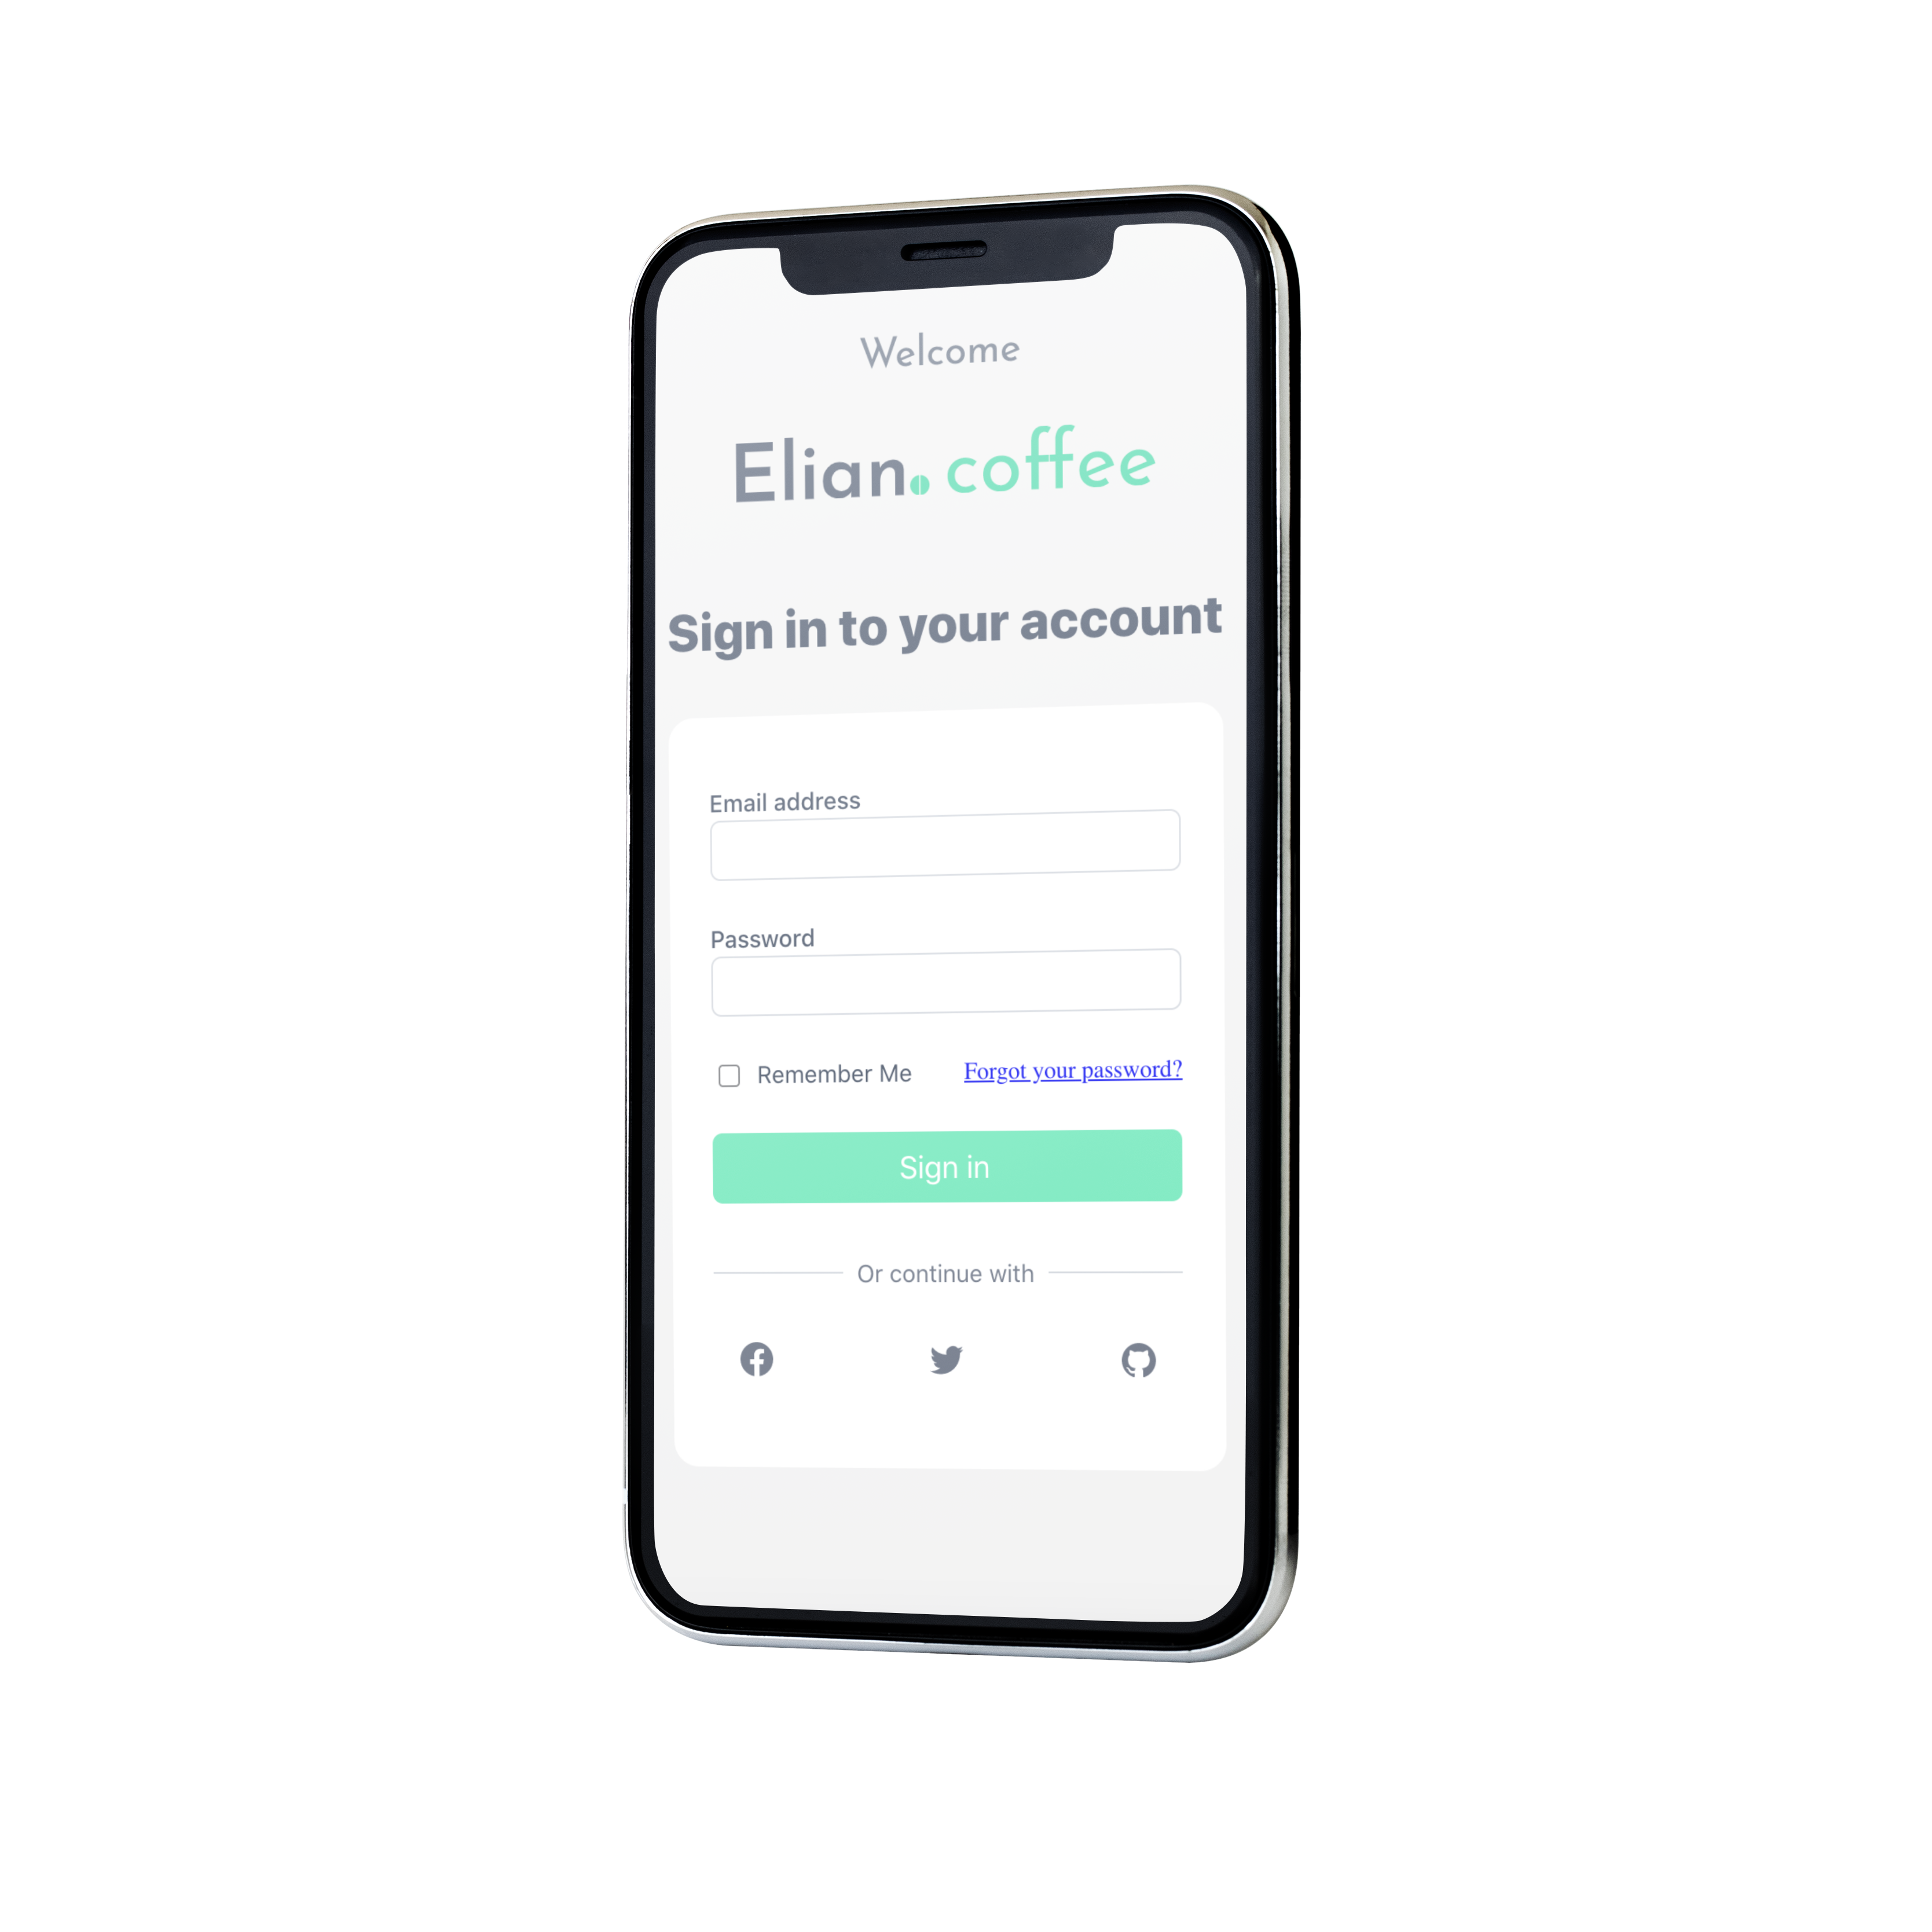 Welcome
Elian.coffee
Sign in to your account
Email address
Password
Remember Me Forgot your password?
Sign in
Or continue with